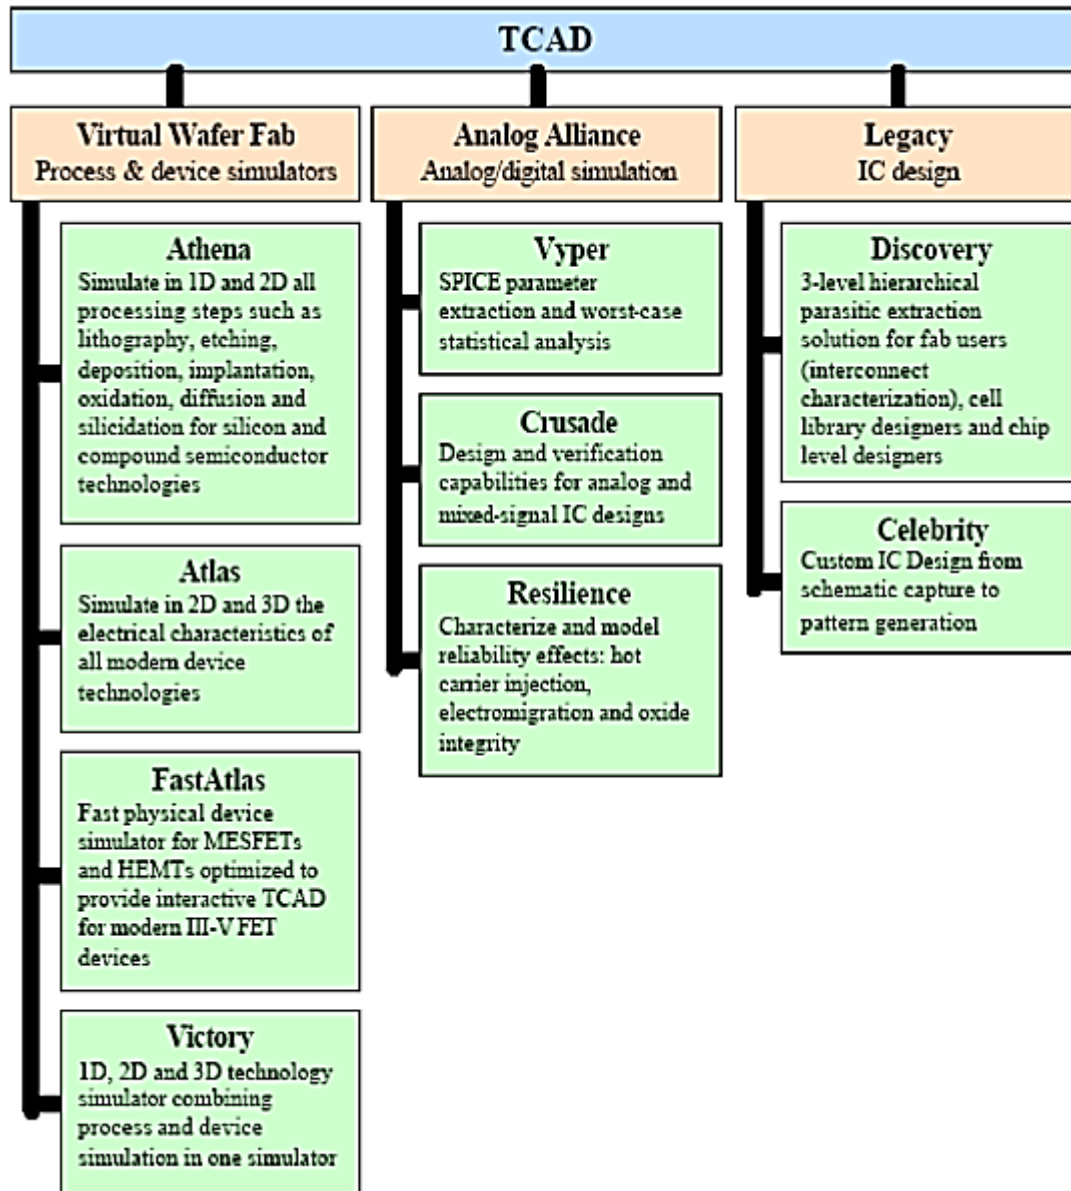 TCAD
Virtual Wafer Fab
Process & device simulators
Athena
Simulate in 1D and 2D all
processing steps such as
lithography, etching,
deposition, implantation,
oxidation, diffusion and
silicidation for silicon and
compound semiconductor
technologies
Atlas
Simulate in 2D and 3D the
electrical characteristics of
all modern device
technologies
FastAtlas
Fast physical device
simulator for MESFETs
and HEMTs optimized to
provide interactive TCAD
for modern III-V FET
devices
Victory
1D, 2D and 3D technology
simulator combining
process and device
simulation in one simulator
Analog Alliance
Analog/digital simulation
Vyper
SPICE parameter
extraction and worst-case
statistical analysis
Crusade
Design and verification
capabilities for analog and
mixed-signal IC designs
Resilience
Characterize and model
reliability effects: hot
carrier injection,
electromigration and oxide
integrity
Legacy
IC design
Discovery
3-level hierarchical
parasitic extraction
solution for fab users
(interconnect
characterization), cell
library designers and chip
level designers
Celebrity
Custom IC Design from
schematic capture to
pattern generation